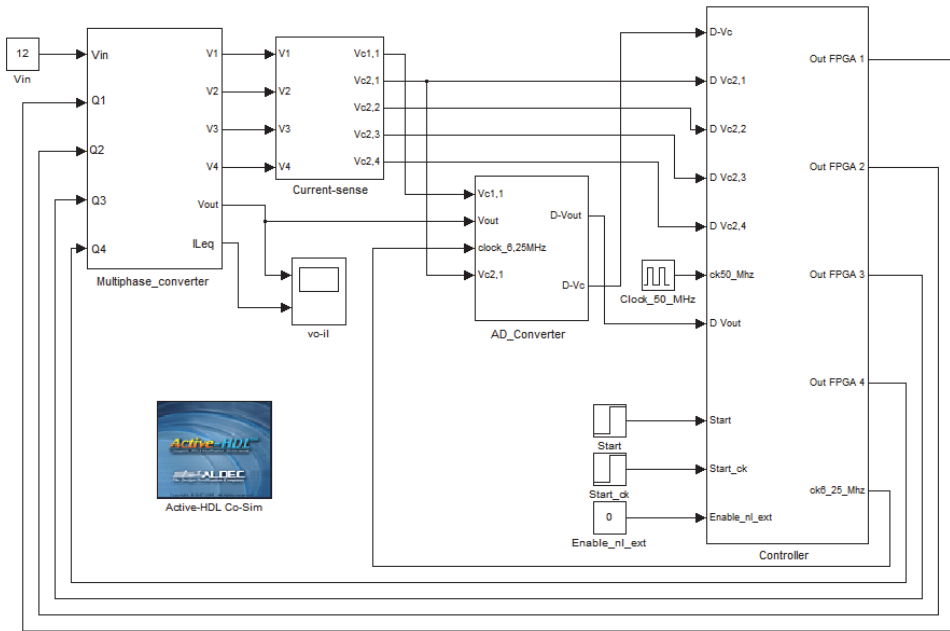 12
Vin
Vin
Q1
Q2
Q3
Q4
V1
V2
V3
V4
Vout
ILeq
Multiphase_converter
V1
V2
V3
V4
Vc1,1
Vc2,1
Vc2,2
Vc2,3
Vc2,4
Current-sense
vo-il
Vc1,1
Vout
clock_6,25MHz
Vc2,1
D-Vout
D-Vc
AD_Converter
D-Vc
D Vc2,1
D Vc2,2
D Vc2,3
D Vc2,4
ck50_Mhz
D Vout
Start
Start_ck
Enable_nl_ext
Out FPGA 1
Out FPGA 2
Out FPGA 3
Out FPGA 4
ck6_25_Mhz
Controller
Clock_50_MHz
Start
Start_ck
0
Enable_nl_ext
Active-HDL
ALDEC
The Design Verification Company
Active-HDL Co-Sim